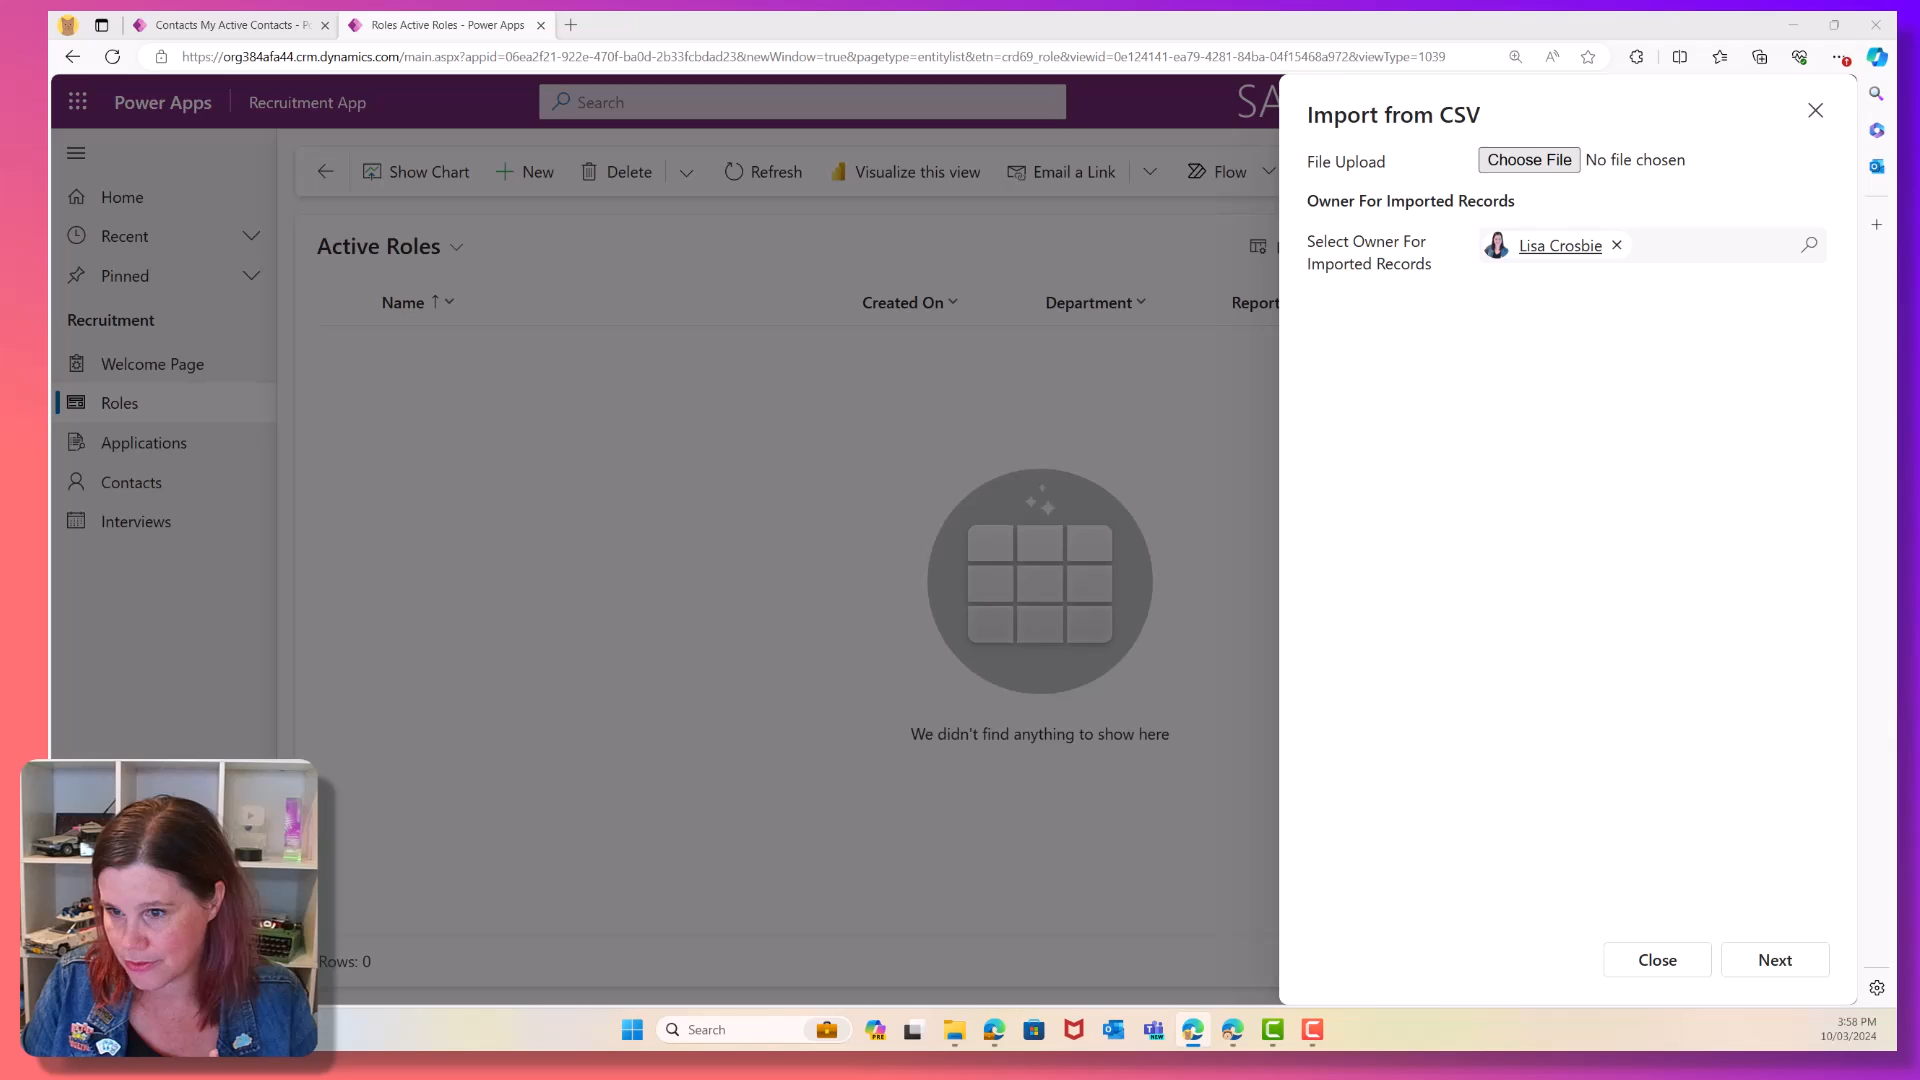 Contacts My Active Contacts - Po
Roles Active Roles - Power Apps
https://org384afa44.crm.dynamics.com/main.aspx?appid=06ea2f21-922e-470f-ba0d-2b33fcbdad23&newWindow=true&pagetype=entitylist&etn=crd69_role&viewid=0e124141-ea79-4281-84ba-04f15468a972&viewType=1039
Power Apps
Recruitment App
Search
SA
Show Chart
New
Delete
Refresh
Visualize this view
Email a Link
Flow
Home
Recent
Pinned
Recruitment
Welcome Page
Roles
Applications
Contacts
Interviews
Active Roles
Name
Created On
Department
Report
We didn't find anything to show here
Rows: 0
Import from CSV
File Upload
Choose File No file chosen
Owner For Imported Records
Select Owner For
Imported Records
Lisa Crosbie
Close
Next
Search
PRE
NEW
3:58 PM
10/03/2024